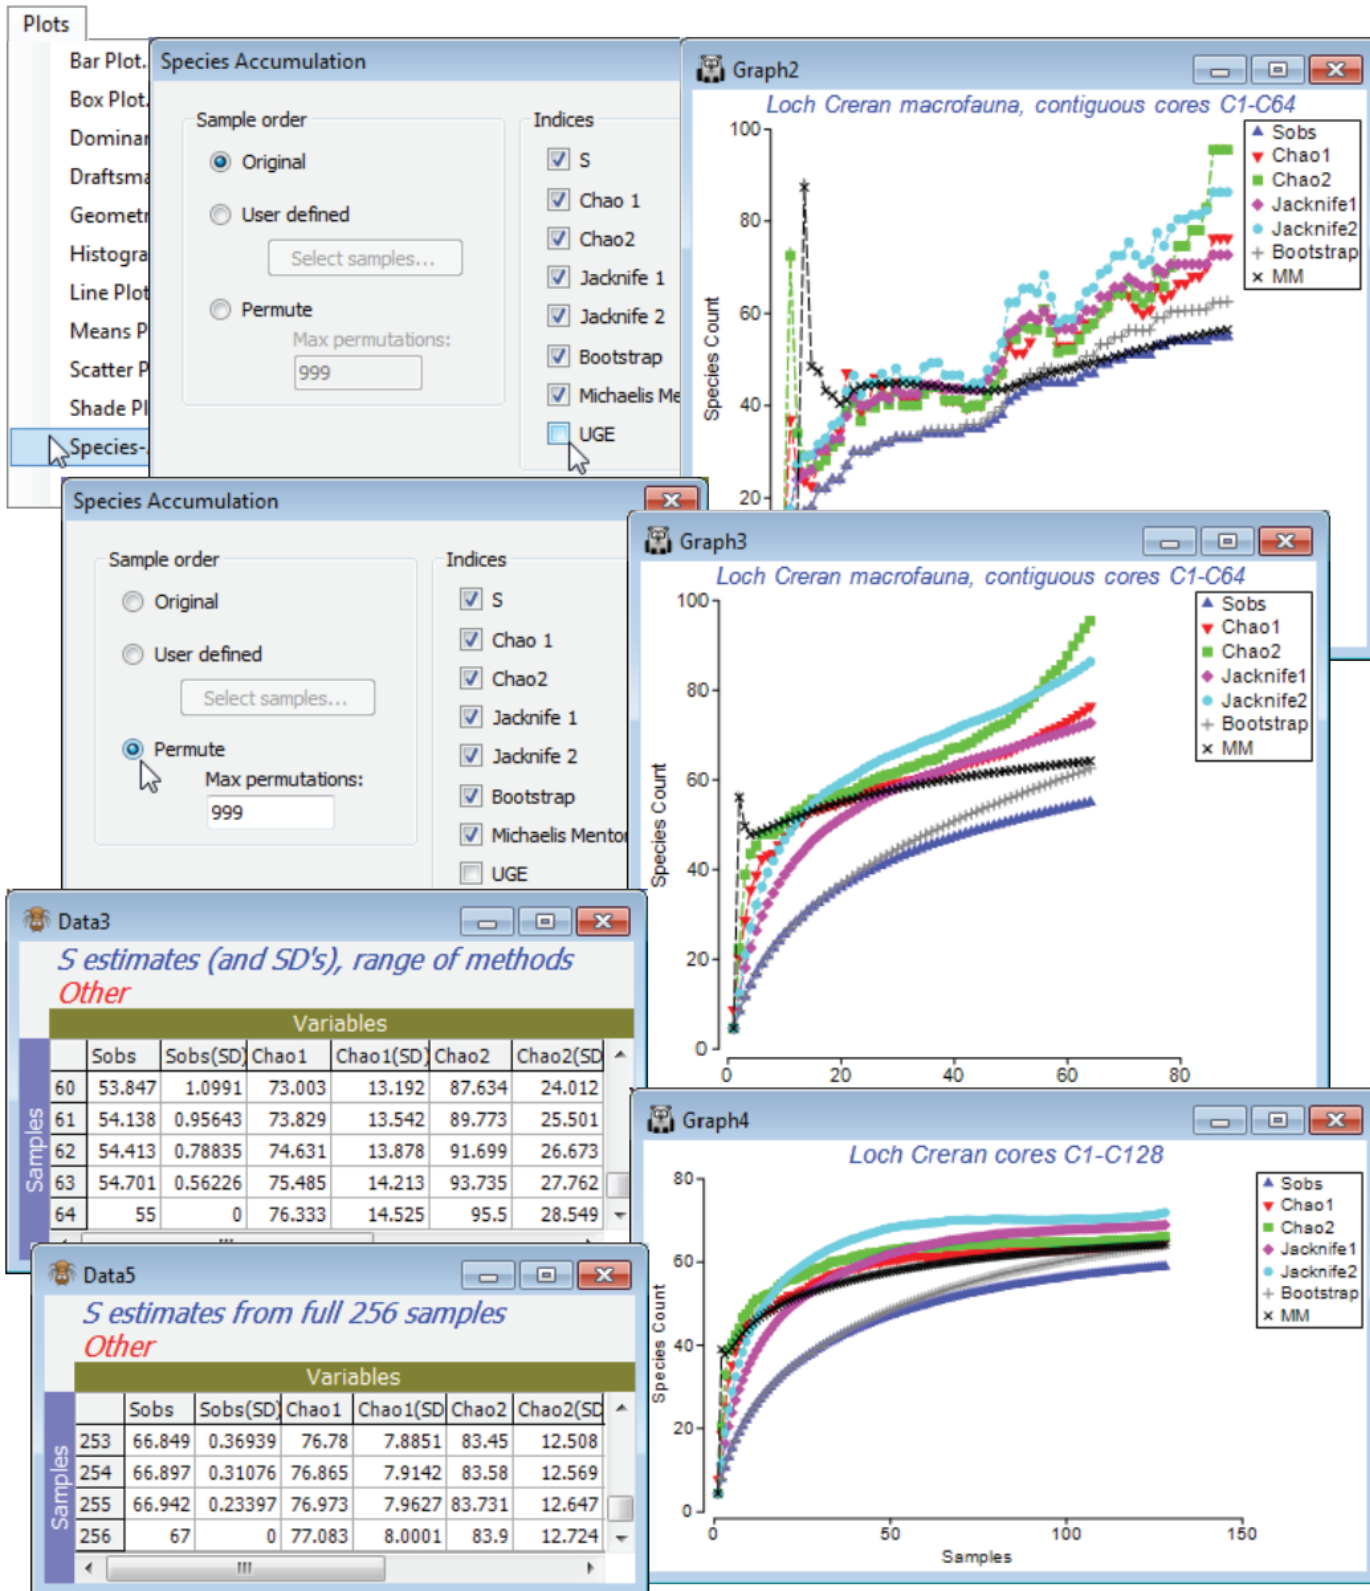 Plots
Bar Plot.
Box Plot.
Dominar
Draftsma
Geometr
Histogra
Line Plot
Means P
Scatter P
Shade Pl
Species-
Species Accumulation
Sample order
Original
User defined
Select samples...
Permute
Max permutations:
999
Indices
S
Chao 1
Chao2
Jacknife 1
Jacknife 2
Bootstrap
Michaelis Me
UGE
Graph2
Loch Creran macrofauna, contiguous cores C1-C64
Species Count
100
80
60
40
20
Sobs
Chao1
Chao2
Jacknife1
Jacknife2
Bootstrap
MM
Species Accumulation
Sample order
Original
User defined
Select samples...
Permute
Max permutations:
999
Indices
S
Chao 1
Chao2
Jacknife 1
Jacknife 2
Bootstrap
Michaelis Mento
UGE
Graph3
Loch Creran macrofauna, contiguous cores C1-C64
Species Count
100
80
60
40
20
0
0 20 40 60 80
Sobs
Chao1
Chao2
Jacknife1
Jacknife2
Bootstrap
MM
Data3
S estimates (and SD's), range of methods
Other
Variables
Samples
Sobs Sobs(SD) Chao1 Chao1(SD) Chao2 Chao2(SD
60 53.847 1.0991 73.003 13.192 87.634 24.012
61 54.138 0.95643 73.829 13.542 89.773 25.501
62 54.413 0.78835 74.631 13.878 91.699 26.673
63 54.701 0.56226 75.485 14.213 93.735 27.762
64 55 0 76.333 14.525 95.5 28.549
Graph4
Loch Creran cores C1-C128
Species Count
80
60
40
20
0
0 50 100 150
Samples
Sobs
Chao1
Chao2
Jacknife1
Jacknife2
Bootstrap
MM
Data5
S estimates from full 256 samples
Other
Variables
Samples
Sobs Sobs(SD) Chao1 Chao1(SD Chao2 Chao2(SD
253 66.849 0.36939 76.78 7.8851 83.45 12.508
254 66.897 0.31076 76.865 7.9142 83.58 12.569
255 66.942 0.23397 76.973 7.9627 83.731 12.647
256 67 0 77.083 8.0001 83.9 12.724